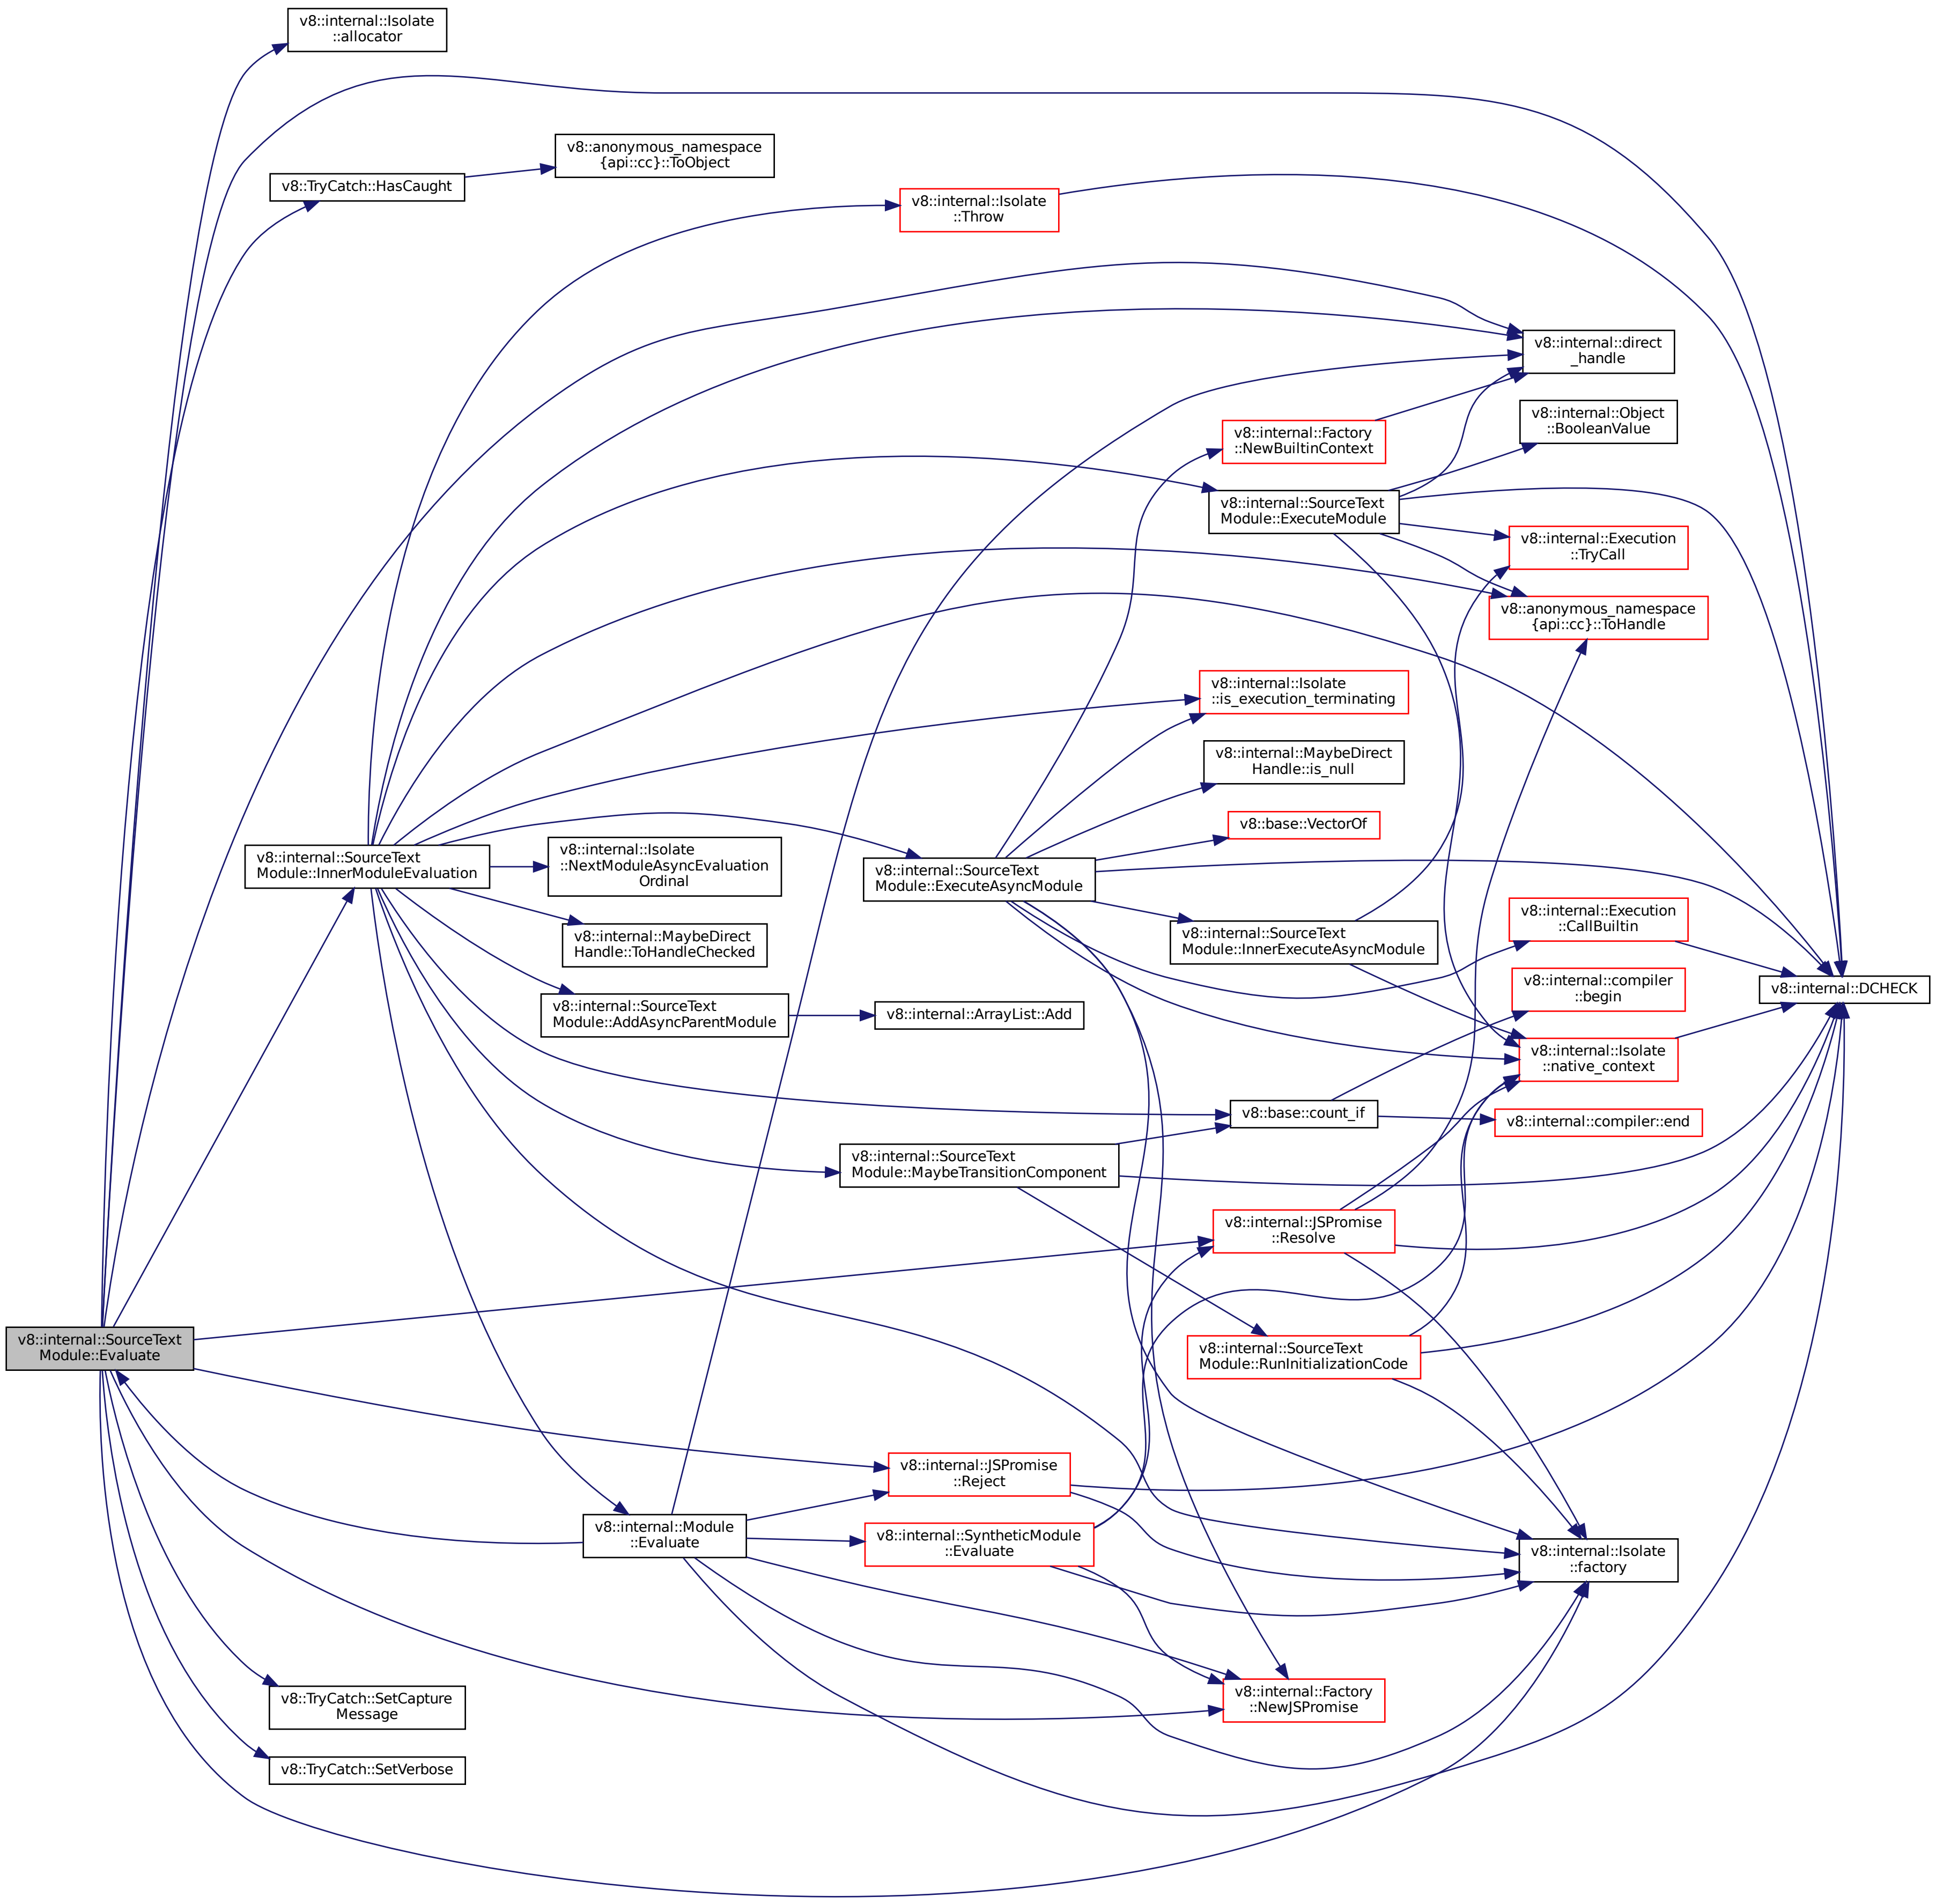 v8::internal::Isolate
::allocator
v8::anonymous_namespace
{api::cc}::ToObject
v8::TryCatch::HasCaught
v8::internal::Isolate
::Throw
v8::internal::direct
_handle
v8::internal::Object
::BooleanValue
v8::internal::Factory
::NewBuiltinContext
v8::internal::SourceText
Module::ExecuteModule
v8::internal::Execution
::TryCall
v8::anonymous_namespace
{api::cc}::ToHandle
v8::internal::Isolate
::is_execution_terminating
v8::internal::MaybeDirect
Handle::is_null
v8::base::VectorOf
v8::internal::SourceText
Module::InnerModuleEvaluation
v8::internal::Isolate
::NextModuleAsyncEvaluation
Ordinal
v8::internal::SourceText
Module::ExecuteAsyncModule
v8::internal::MaybeDirect
Handle::ToHandleChecked
v8::internal::SourceText
Module::InnerExecuteAsyncModule
v8::internal::Execution
::CallBuiltin
v8::internal::compiler
::begin
v8::internal::DCHECK
v8::internal::SourceText
Module::AddAsyncParentModule
v8::internal::ArrayList::Add
v8::internal::Isolate
::native_context
v8::base::count_if
v8::internal::compiler::end
v8::internal::SourceText
Module::MaybeTransitionComponent
v8::internal::JSPromise
::Resolve
v8::internal::SourceText
Module::Evaluate
v8::internal::SourceText
Module::RunInitializationCode
v8::internal::JSPromise
::Reject
v8::internal::Module
::Evaluate
v8::internal::SyntheticModule
::Evaluate
v8::internal::Isolate
::factory
v8::internal::Factory
::NewJSPromise
v8::TryCatch::SetCapture
Message
v8::TryCatch::SetVerbose